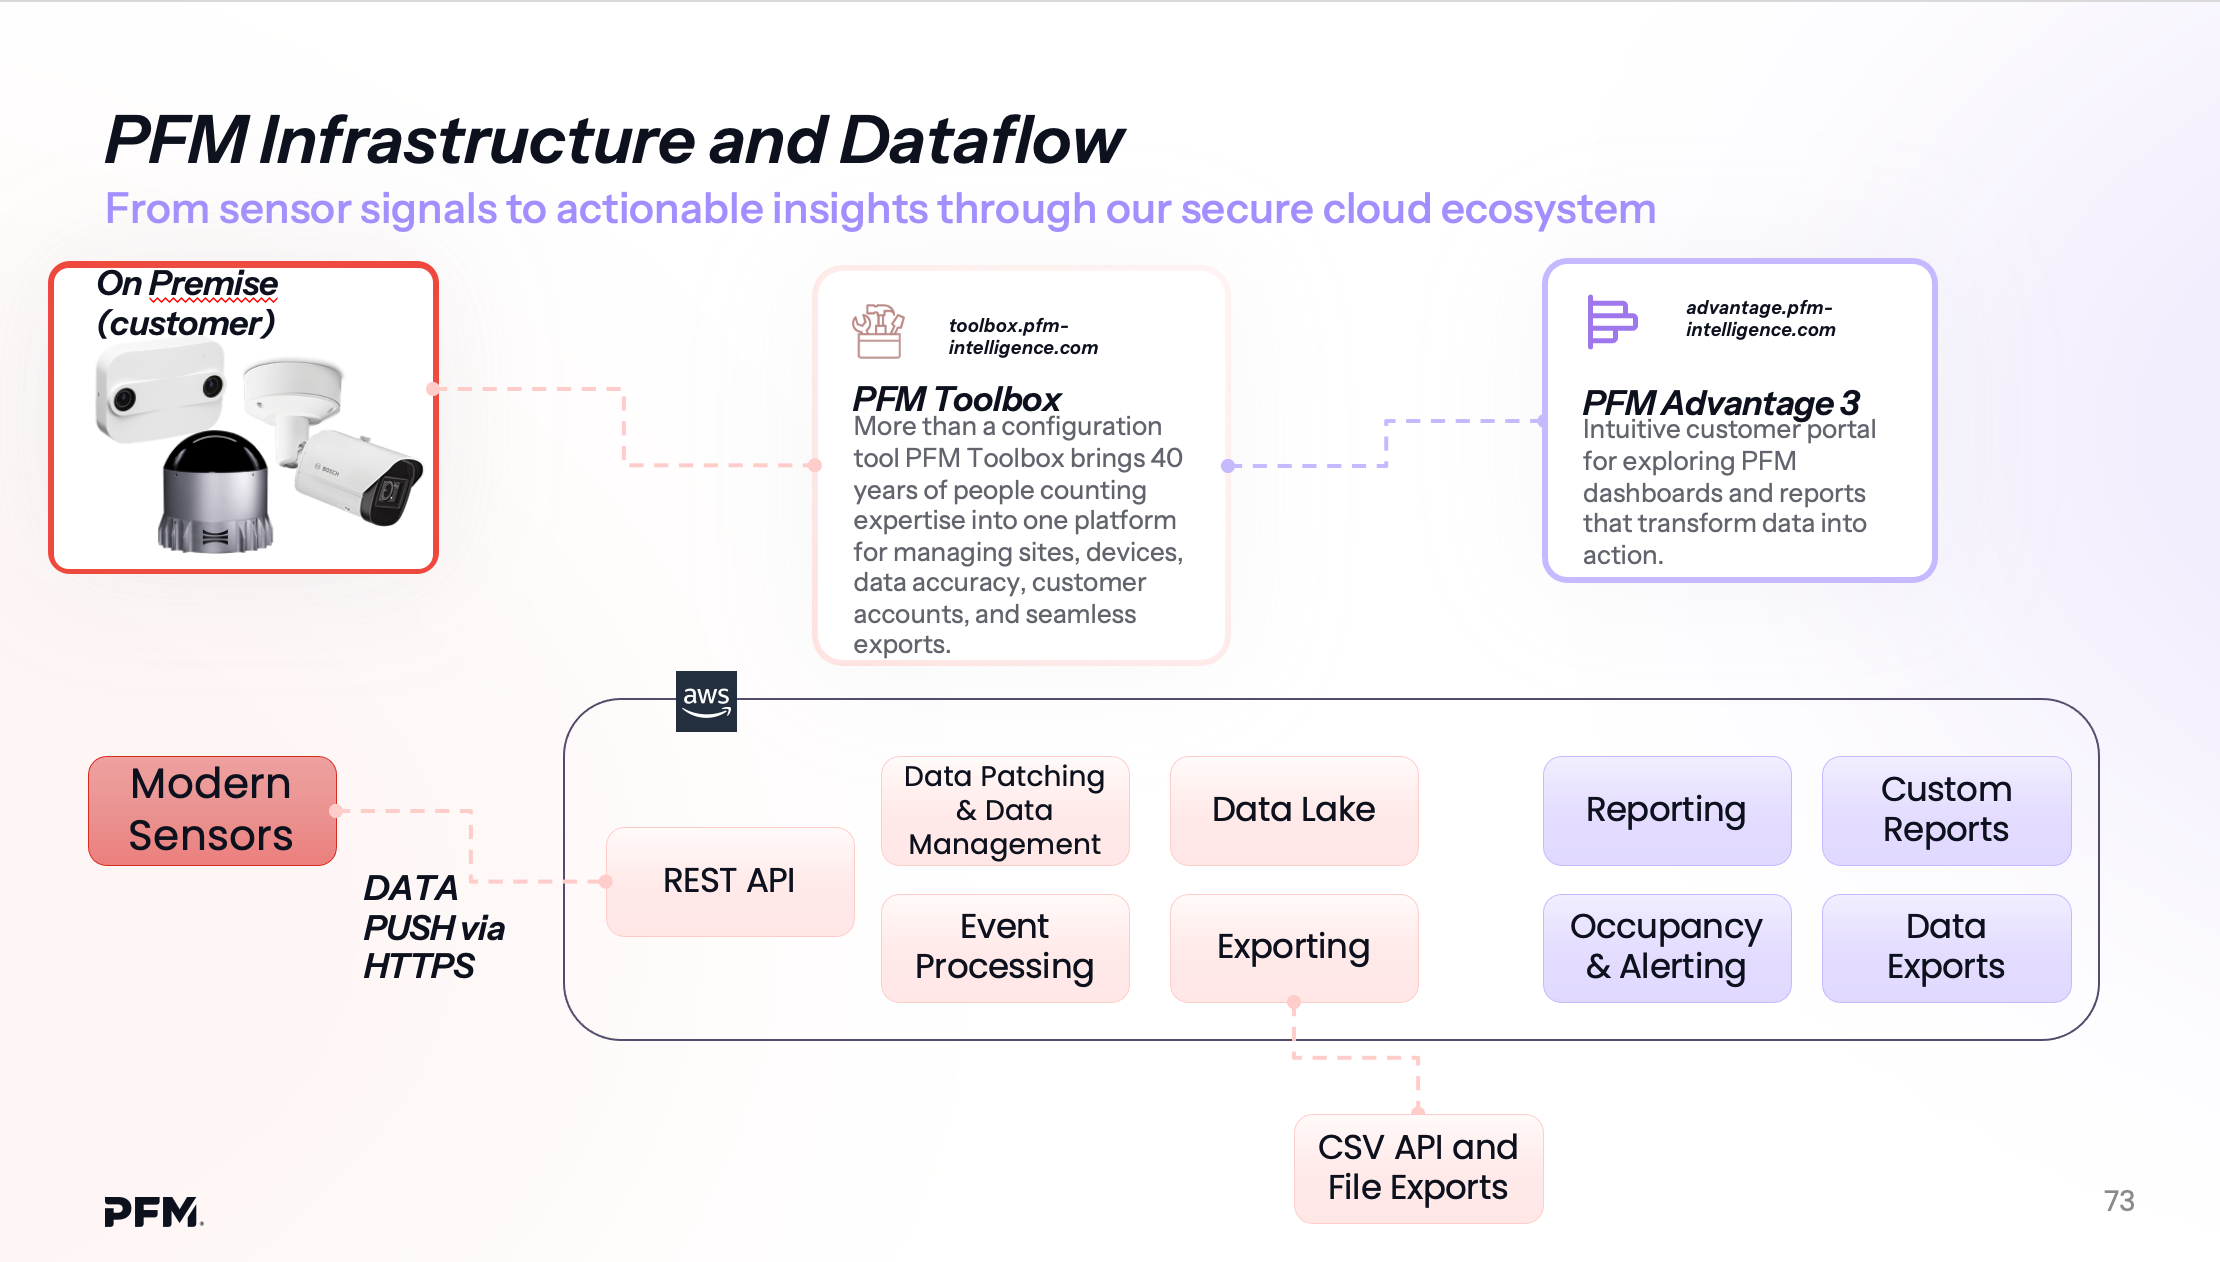 PFM Infrastructure and Dataflow
From sensor signals to actionable insights through our secure cloud ecosystem
On Premise
(customer)
BOSCH
toolbox.pfm-
intelligence.com
PFM Toolbox
More than a configuration
tool PFM Toolbox brings 40
years of people counting
expertise into one platform
for managing sites, devices,
data accuracy, customer
accounts, and seamless
exports.
advantage.pfm-
intelligence.com
PFM Advantage 3
Intuitive customer portal
for exploring PFM
dashboards and reports
that transform data into
action.
aws
Modern
Sensors
DATA
PUSH via
HTTPS
REST API
Data Patching
& Data
Management
Data Lake
Event
Processing
Exporting
Reporting
Custom
Reports
Occupancy
& Alerting
Data
Exports
CSV API and
File Exports
PFM®
73